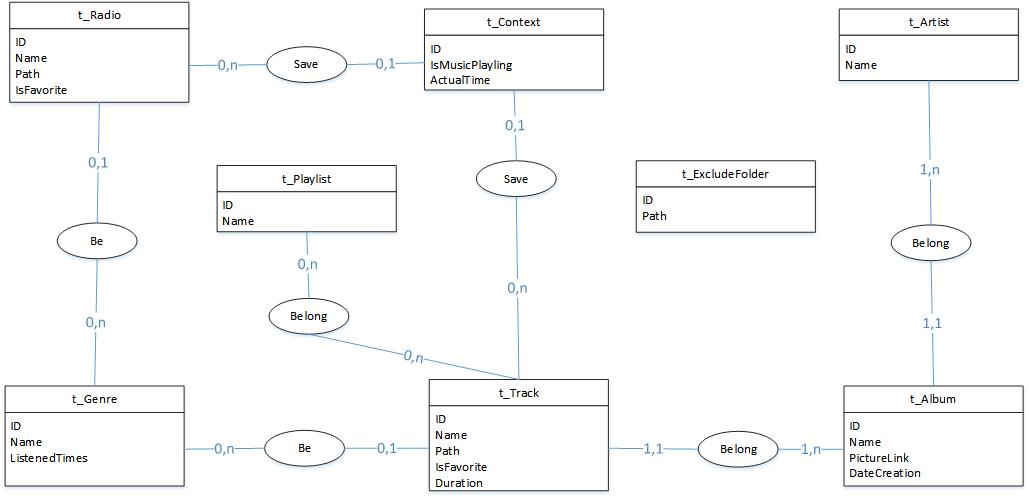 t_Radio
ID
Name
Path
IsFavorite
0,n
Save
0,1
t_Context
ID
IsMusicPlayling
ActualTime
t_Artist
ID
Name
0,1
0,1
1,n
t_Playlist
ID
Name
Save
t_ExcludeFolder
ID
Path
Be
Belong
0,n
0,n
Belong
0,n
1,1
0,n
t_Genre
ID
Name
ListenedTimes
0,n
Be
0,1
t_Track
ID
Name
Path
IsFavorite
Duration
1,1
Belong
1,n
t_Album
ID
Name
PictureLink
DateCreation